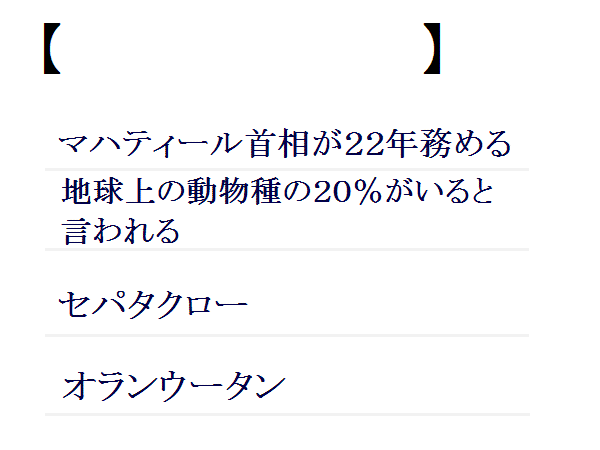 【 】
マハティール首相が22年務める
地球上の動物種の20％がいると
言われる
セパタクロー
オランウータン